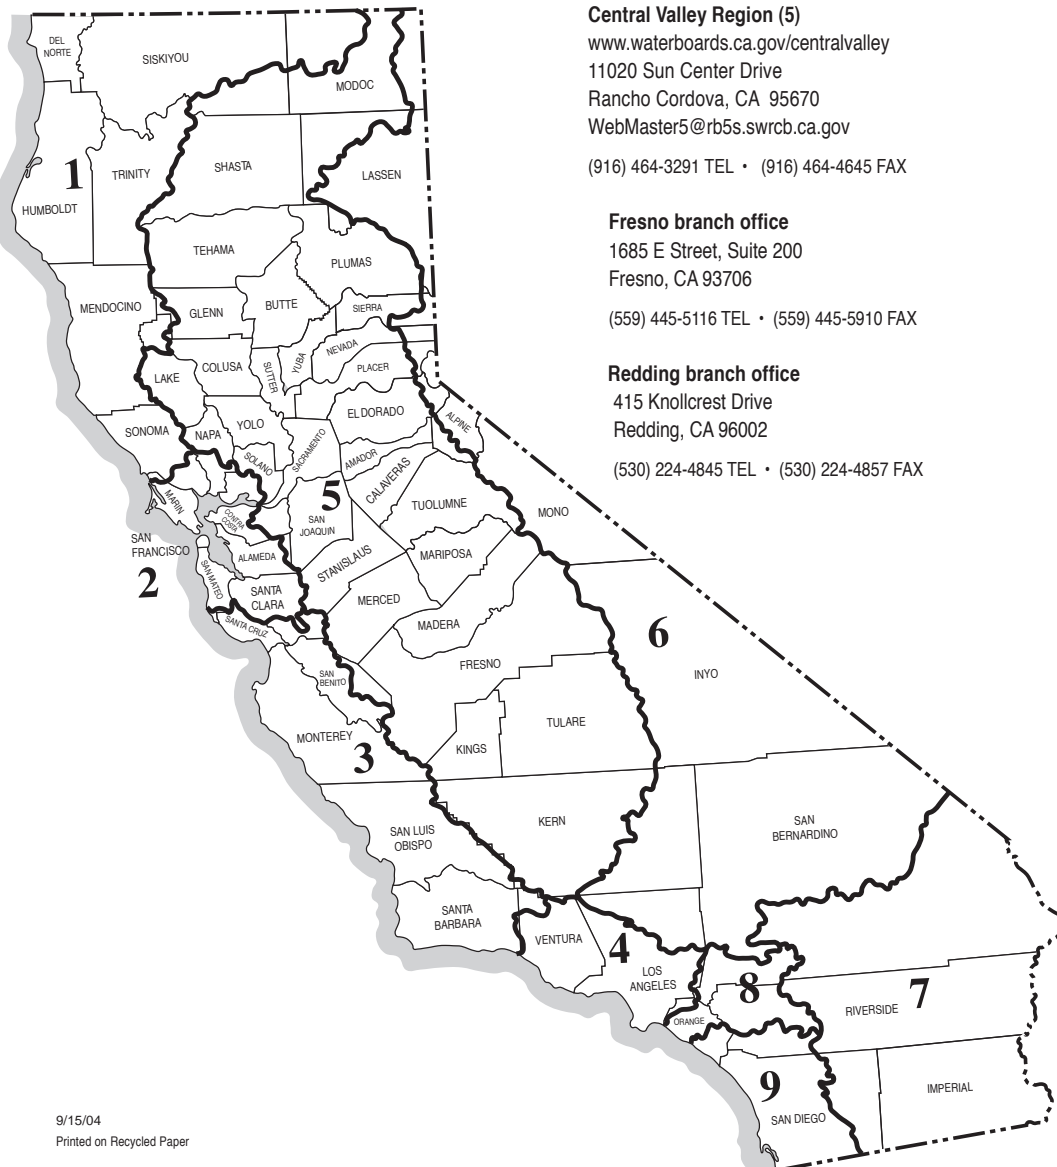 Central Valley Region (5)
www.waterboards.ca.gov/centralvalley
11020 Sun Center Drive
Rancho Cordova, CA 95670
WebMaster5@rb5s.swrcb.ca.gov
(916) 464-3291 TEL • (916) 464-4645 FAX
Fresno branch office
1685 E Street, Suite 200
Fresno, CA 93706
(559) 445-5116 TEL • (559) 445-5910 FAX
Redding branch office
415 Knollcrest Drive
Redding, CA 96002
(530) 224-4845 TEL • (530) 224-4857 FAX
DEL
NORTE
SISKIYOU
MODOC
1
TRINITY
SHASTA
LASSEN
HUMBOLDT
TEHAMA
PLUMAS
MENDOCINO
GLENN
BUTTE
SIERRA
LAKE
COLUSA
SUTTER
YUBA
NEVADA
PLACER
SONOMA
NAPA
YOLO
EL DORADO
ALPINE
SOLANO
SACRAMENTO
AMADOR
CALAVERAS
MARIN
5
TUOLUMNE
MONO
CONTRA
COSTA
SAN
JOAQUIN
SAN
FRANCISCO
ALAMEDA
STANISLAUS
MARIPOSA
2
SAN MATEO
SANTA
CLARA
MERCED
SANTA CRUZ
MADERA
6
FRESNO
INYO
SAN
BENITO
TULARE
MONTEREY
3
KINGS
SAN LUIS
OBISPO
KERN
SAN
BERNARDINO
SANTA
BARBARA
VENTURA
4
LOS
ANGELES
8
7
RIVERSIDE
ORANGE
9
SAN DIEGO
IMPERIAL
9/15/04
Printed on Recycled Paper